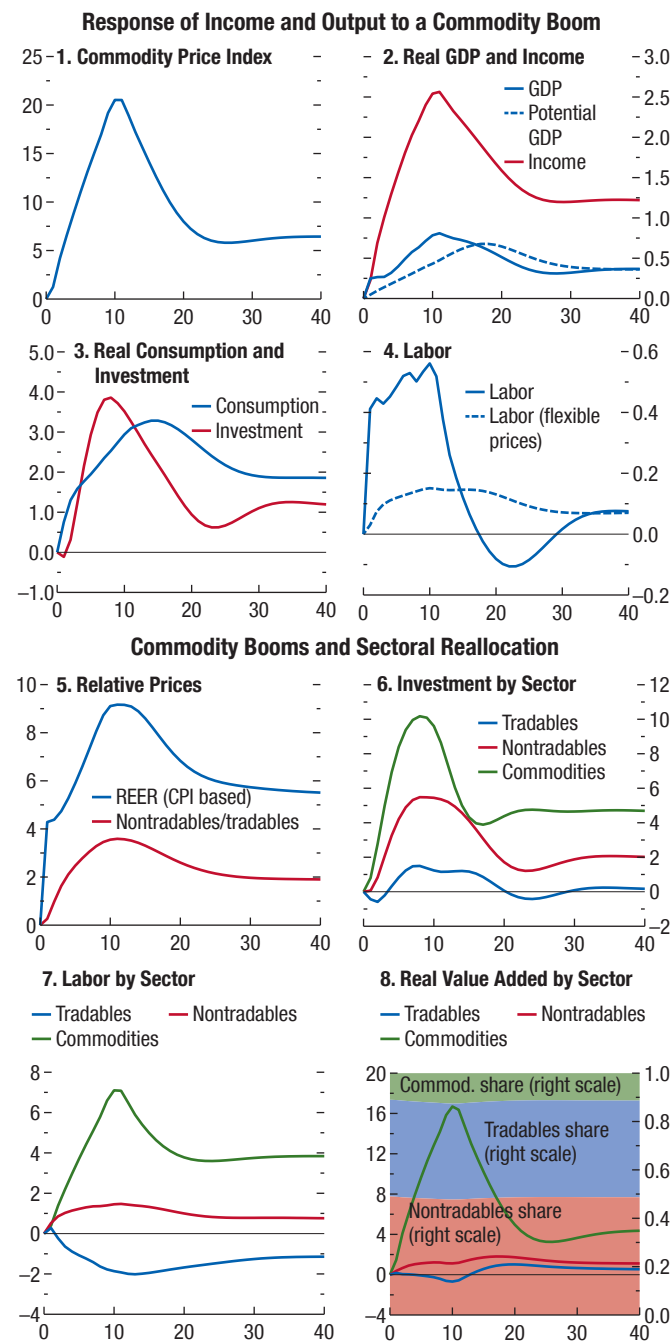 Response of Income and Output to a Commodity Boom
1. Commodity Price Index
25
20
15
10
5
0
0 10 20 30 40
2. Real GDP and Income
GDP
Potential
GDP
Income
3.0
2.5
2.0
1.5
1.0
0.5
0.0
0 10 20 30 40
3. Real Consumption and
Investment
Consumption
Investment
5.0
4.0
3.0
2.0
1.0
0.0
–1.0
0 10 20 30 40
4. Labor
Labor
Labor (flexible
prices)
0.6
0.4
0.2
0.0
–0.2
0 10 20 30 40
Commodity Booms and Sectoral Reallocation
5. Relative Prices
REER (CPI based)
Nontradables/tradables
10
8
6
4
2
0
0 10 20 30 40
6. Investment by Sector
Tradables
Nontradables
Commodities
12
10
8
6
4
2
0
–2
0 10 20 30 40
7. Labor by Sector
Tradables Nontradables
Commodities
8
6
4
2
0
–2
–4
0 10 20 30 40
8. Real Value Added by Sector
Tradables Nontradables
Commodities
20
16
12
8
4
0
–4
Commod. share (right scale)
Tradables share
(right scale)
Nontradables share
(right scale)
1.0
0.8
0.6
0.4
0.2
0.0
0 10 20 30 40